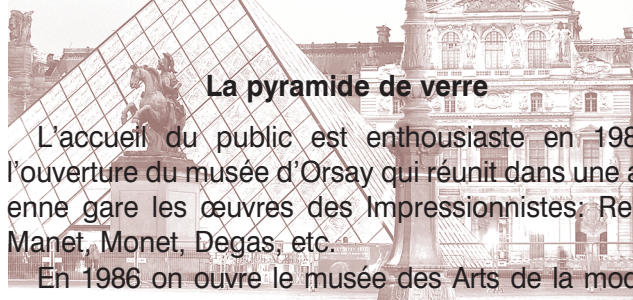 La pyramide de verre
L'accueil du public est enthousiaste en 198
l'ouverture du musée d'Orsay qui réunit dans une a
enne gare les œuvres des Impressionnistes: Re
Manet, Monet, Degas, etc.
En 1986 on ouvre le musée des Arts de la mod